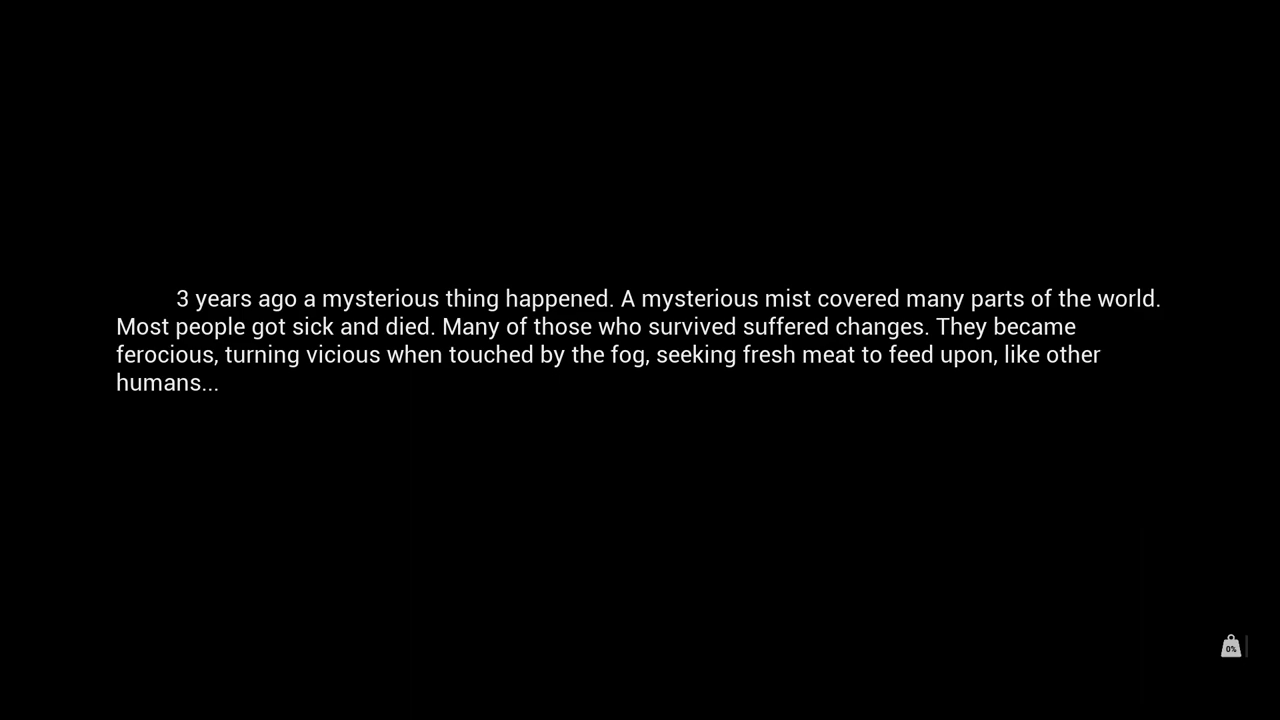 3 years ago a mysterious thing happened. A mysterious mist covered many parts of the world.
Most people got sick and died. Many of those who survived suffered changes. They became
ferocious, turning vicious when touched by the fog, seeking fresh meat to feed upon, like other
humans...
0%